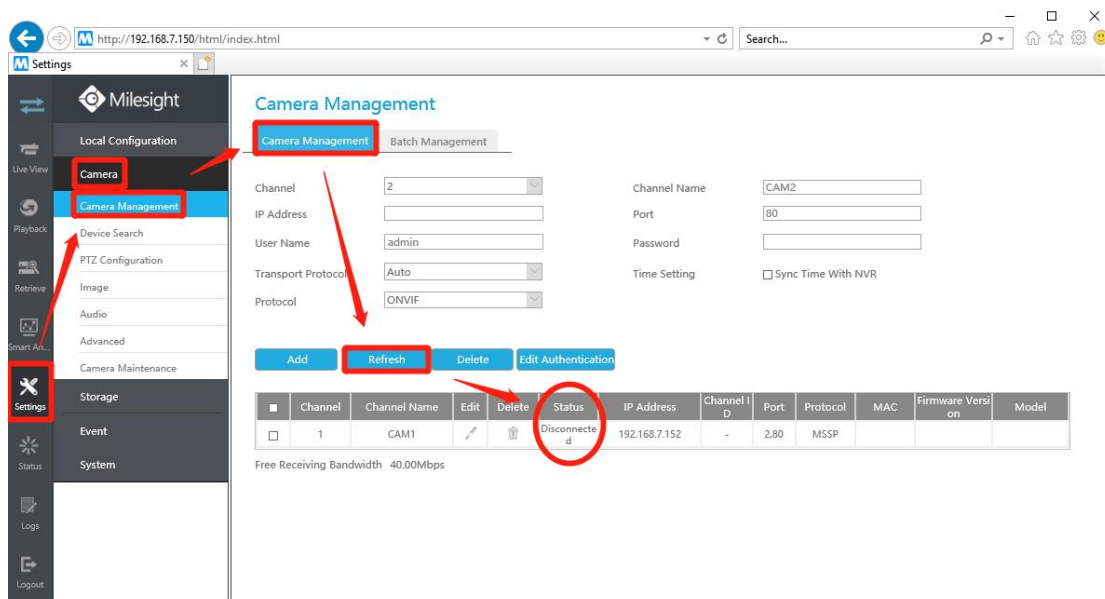 http://192.168.7.150/html/index.html
Search...
Settings
Milesight
Local Configuration
Camera
Camera Management
Device Search
PTZ Configuration
Image
Audio
Advanced
Camera Maintenance
Storage
Event
System
Live View
Playback
Retrieve
Smart An...
Settings
Status
Logs
Logout
Camera Management
Camera Management Batch Management
Channel 2 Channel Name CAM2
IP Address Port 80
User Name admin Password
Transport Protocol Auto Time Setting Sync Time With NVR
Protocol ONVIF
Add Refresh Delete Edit Authentication
Channel Channel Name Edit Delete Status IP Address Channel I
D Port Protocol MAC Firmware Versi
on Model
1 CAM1 Disconnecte
d 192.168.7.152 - 2,80 MSSP
Free Receiving Bandwidth 40.00Mbps